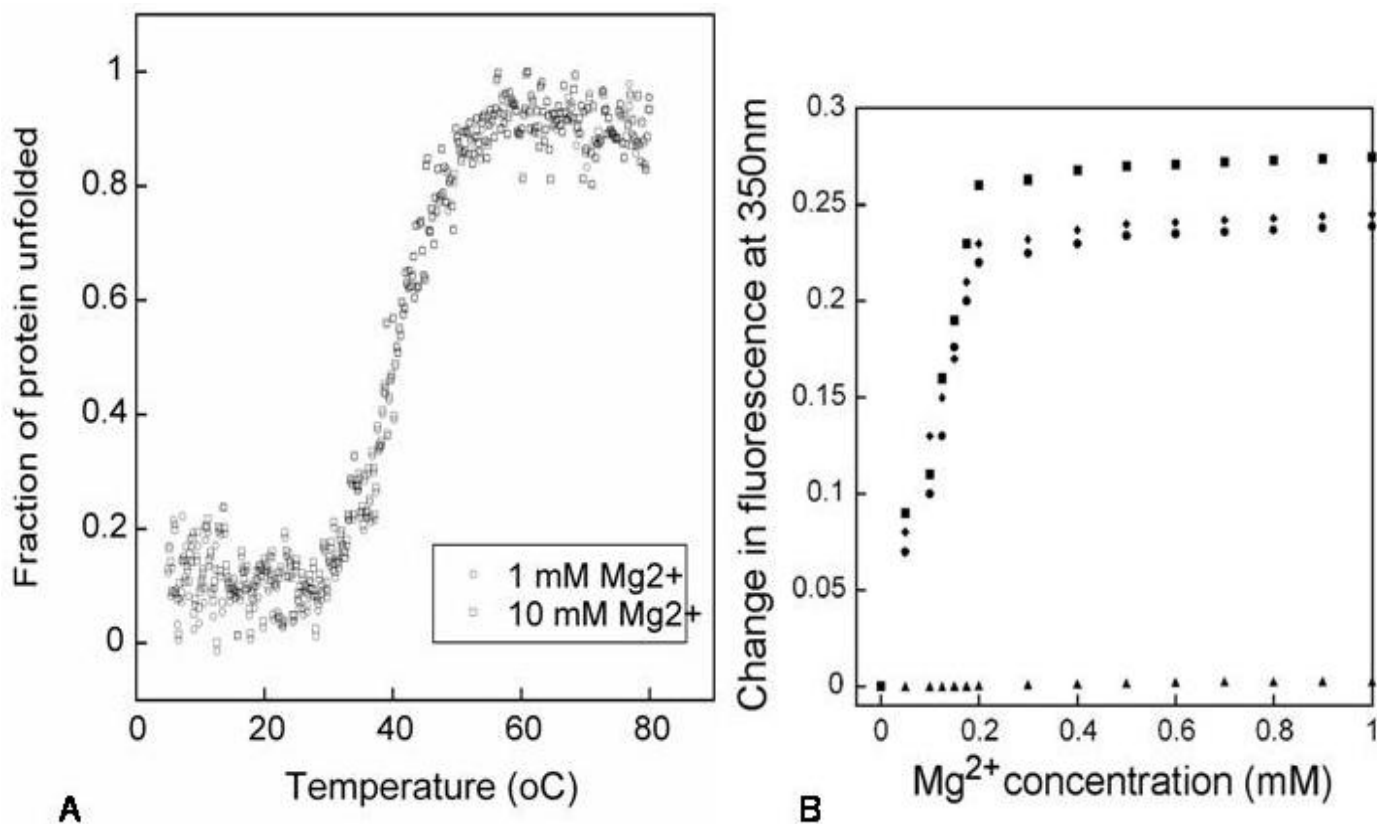 Fraction of protein unfolded
1
0.8
0.6
0.4
0.2
0
0 20 40 60 80
Temperature (oC)
1 mM Mg2+
10 mM Mg2+
A
Change in fluorescence at 350nm
0.3
0.25
0.2
0.15
0.1
0.05
0
0 0.2 0.4 0.6 0.8 1
Mg2+ concentration (mM)
B